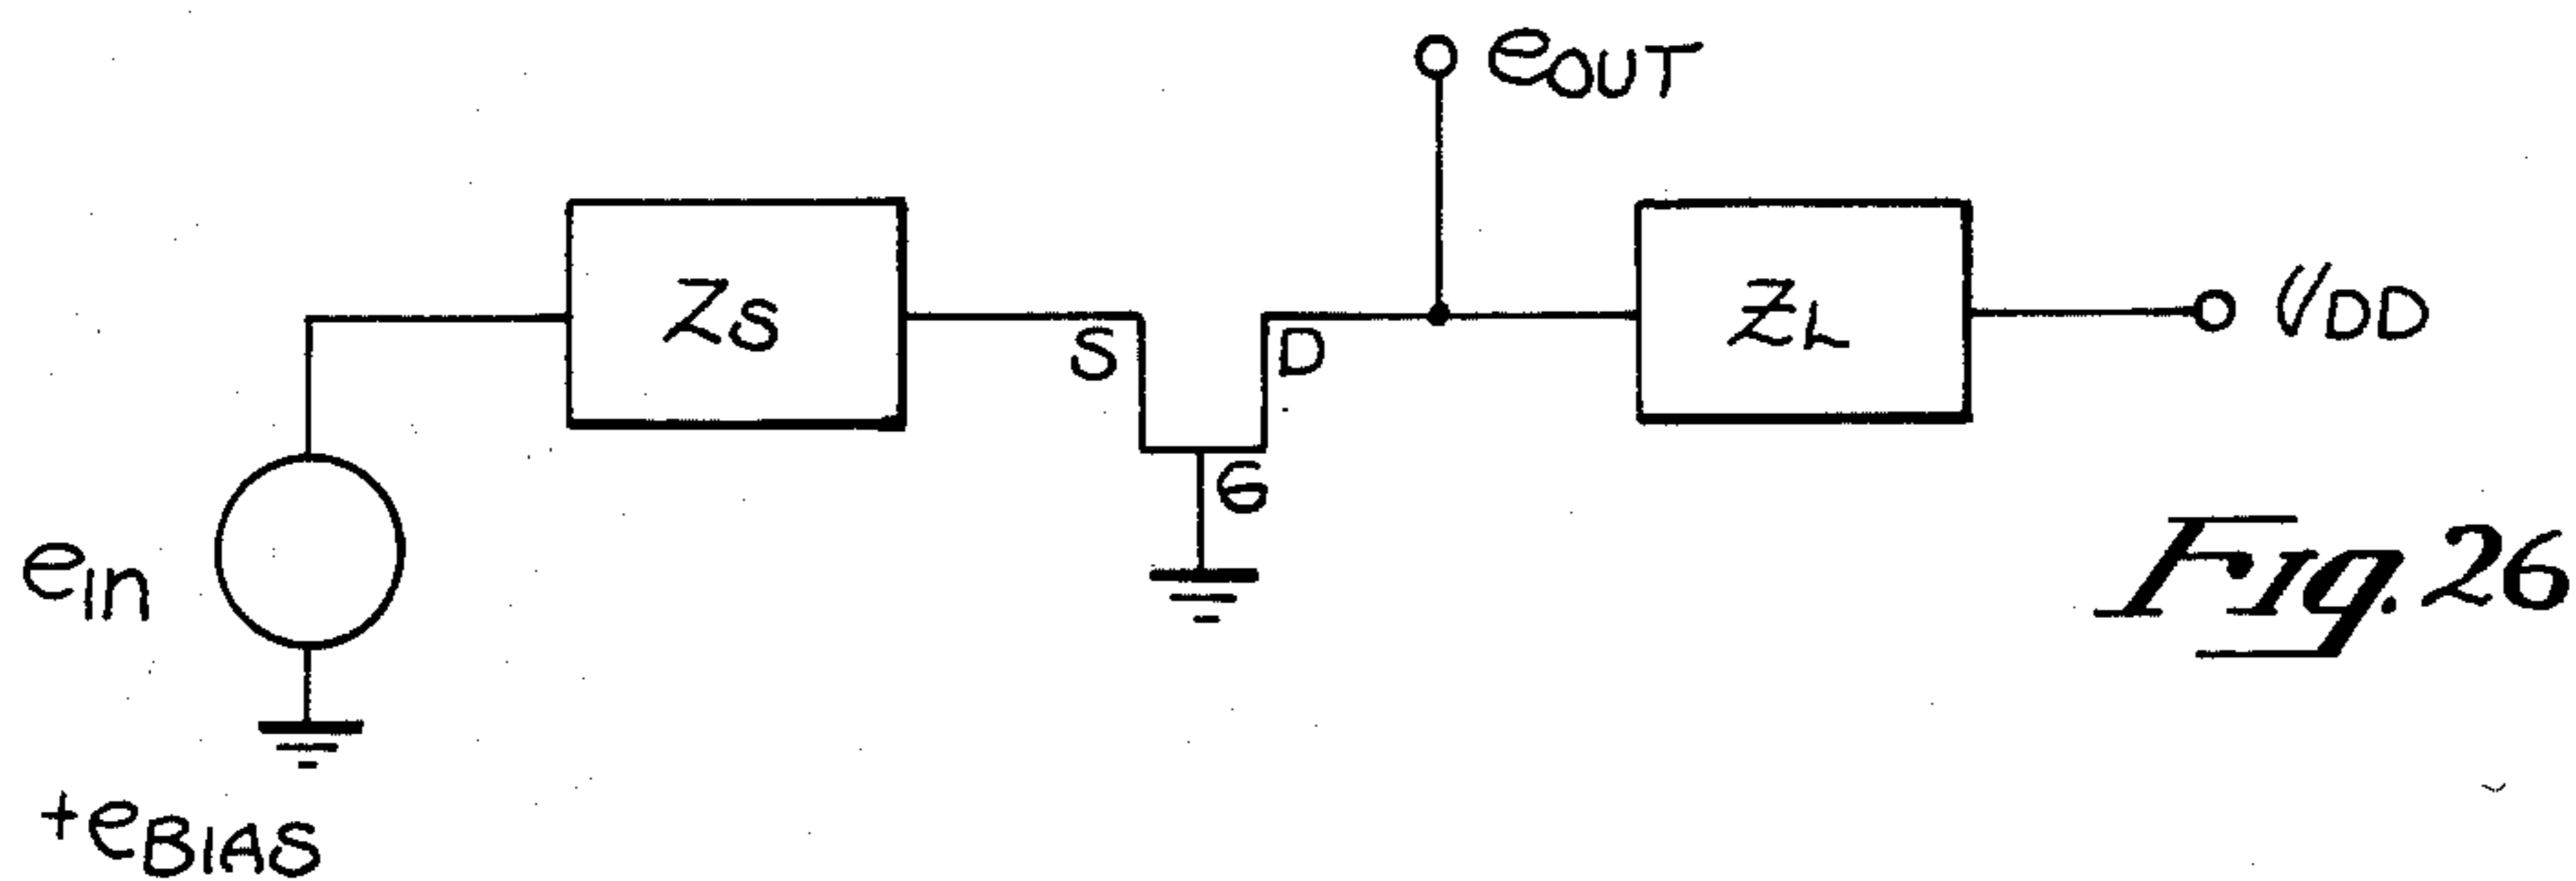 eOUT
ZS
S
D
ZL
VDD
G
ein
Fig. 26
+eBIAS